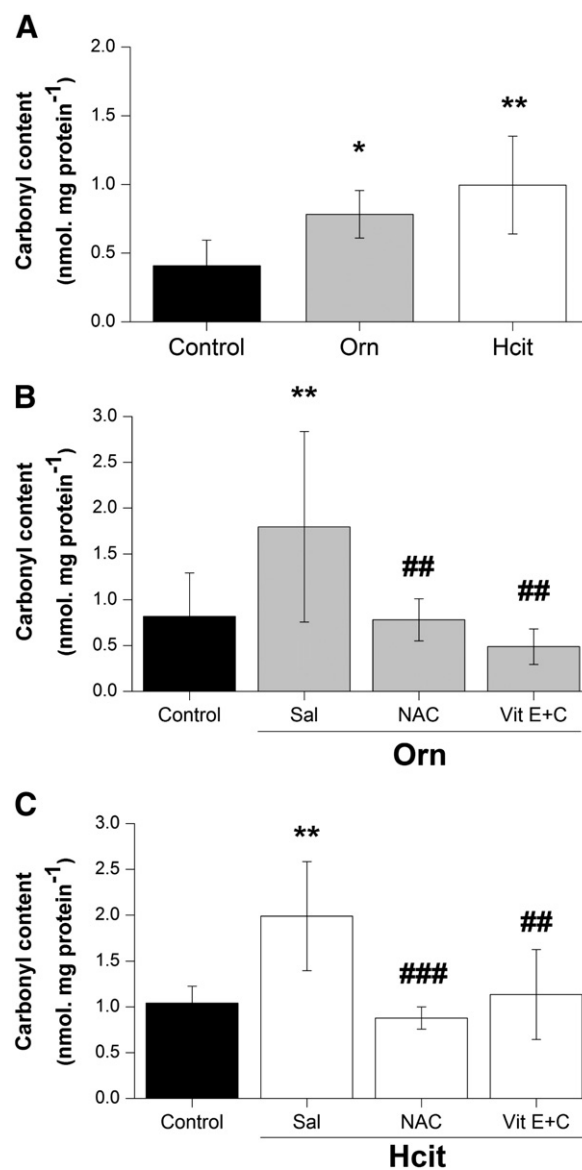 A
Carbonyl content
(nmol. mg protein-1)
2.0
1.5
1.0
0.5
0.0
*
**
Control Orn Hcit
B
Carbonyl content
(nmol. mg protein-1)
3.0
2.5
2.0
1.5
1.0
0.5
0.0
**
##
##
Control Sal NAC Vit E+C
Orn
C
Carbonyl content
(nmol. mg protein-1)
3.0
2.5
2.0
1.5
1.0
0.5
0.0
**
###
##
Control Sal NAC Vit E+C
Hcit